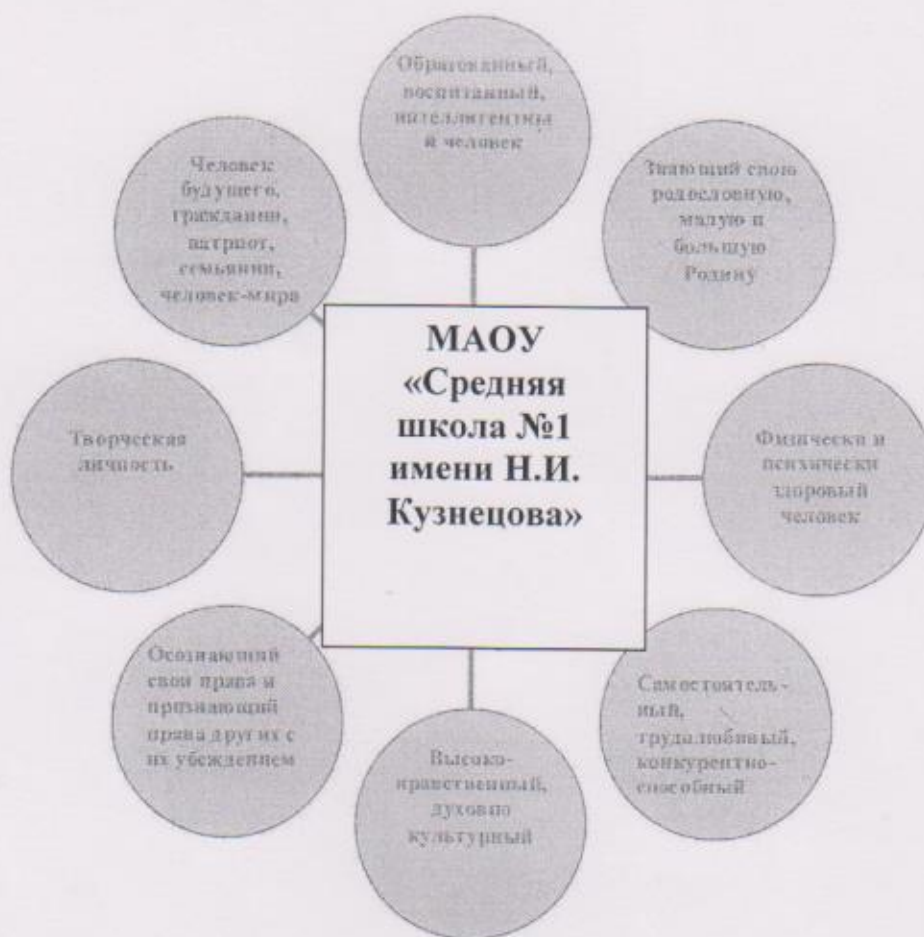 Образованный,
воспитанный,
интеллигентны
й человек
Знающий свою
родословную,
малую и
большую
Родину
Физически и
психически
здоровый
человек
Самостоятель-
ный,
трудолюбивый,
конкурентно-
способный
Высоко-
нравственный,
духовно
культурный
Осознающий
свои права и
признающий
права других с
их убеждением
Творческая
личность
Человек
будущего,
гражданин,
патриот,
семьянин,
человек-мира
МАОУ
«Средняя
школа №1
имени Н.И.
Кузнецова»